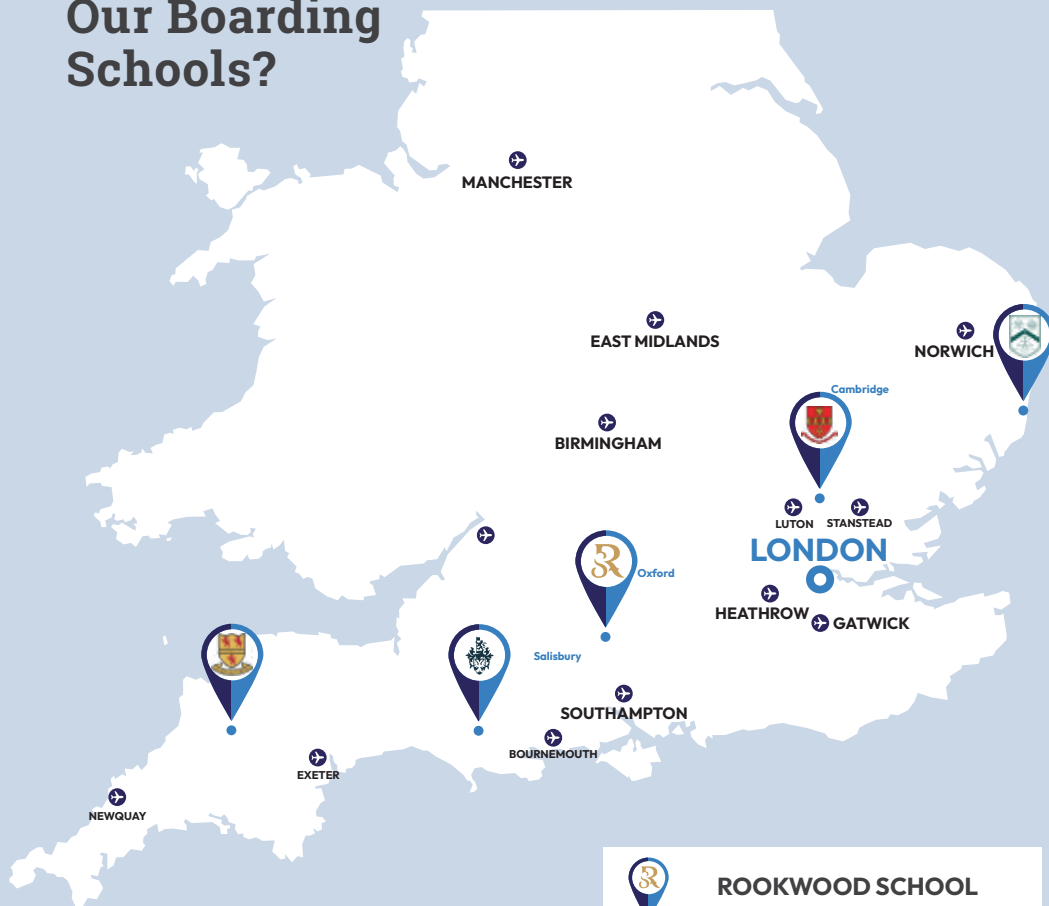 Our Boarding
Schools?
MANCHESTER
EAST MIDLANDS
NORWICH
Cambridge
BIRMINGHAM
LUTON
STANSTEAD
LONDON
Oxford
HEATHROW
GATWICK
Salisbury
SOUTHAMPTON
BOURNEMOUTH
EXETER
NEWQUAY
SR
ROOKWOOD SCHOOL